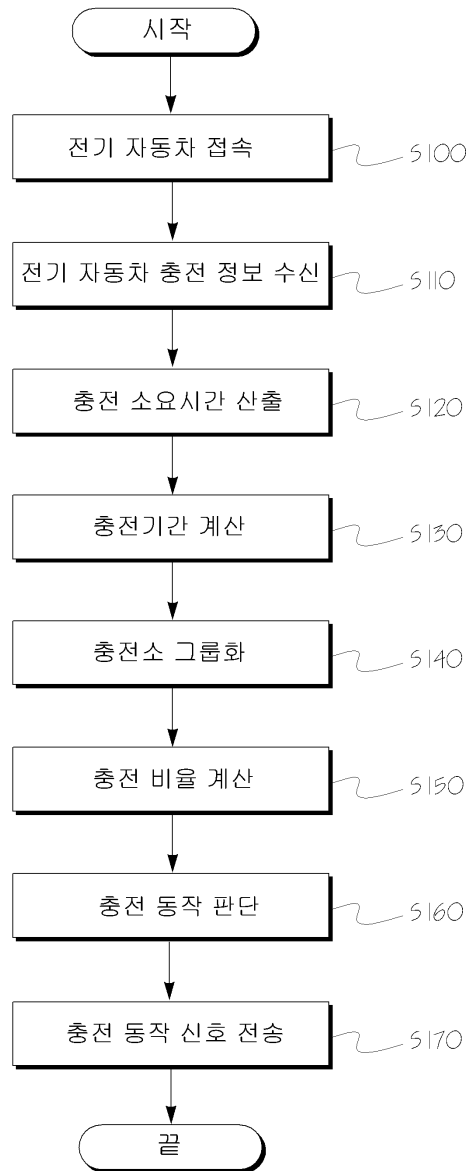 시작
전기 자동차 접속
S100
전기 자동차 충전 정보 수신
S110
충전 소요시간 산출
S120
충전기간 계산
S130
충전소 그룹화
S140
충전 비율 계산
S150
충전 동작 판단
S160
충전 동작 신호 전송
S170
끝